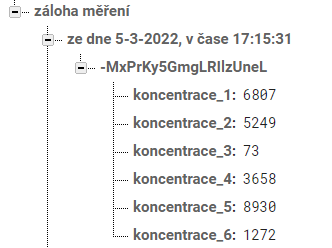 záloha měření
ze dne 5-3-2022, v čase 17:15:31
-MxPrKy5GmgLRIlzUneL
koncentrace_1: 6807
koncentrace_2: 5249
koncentrace_3: 73
koncentrace_4: 3658
koncentrace_5: 8930
koncentrace_6: 1272